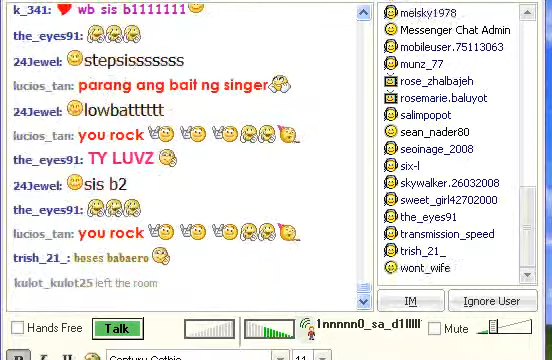 k_341: wb sis b1111111
the_eyes91:
24Jewel: stepsisssssss
lucios_tan: parang ang bait ng singer
24Jewel: lowbatttttt
lucios_tan: you rock
the_eyes91: TY LUVZ
24Jewel: sis b2
the_eyes91:
lucios_tan: you rock
trish_21_: boses babaero
kulot_kulot25 left the room
melsky1978
Messenger Chat Admin
mobileuser.75113063
munz_77
rose_zhalbajeh
rosemarie.baluyot
salimpopot
sean_nader80
seoinage_2008
six-l
skywalker.26032008
sweet_girl42702000
the_eyes91
transmission_speed
trish_21_
wont_wife
IM Ignore User
Hands Free Talk Mute
B I U Century Gothic 11